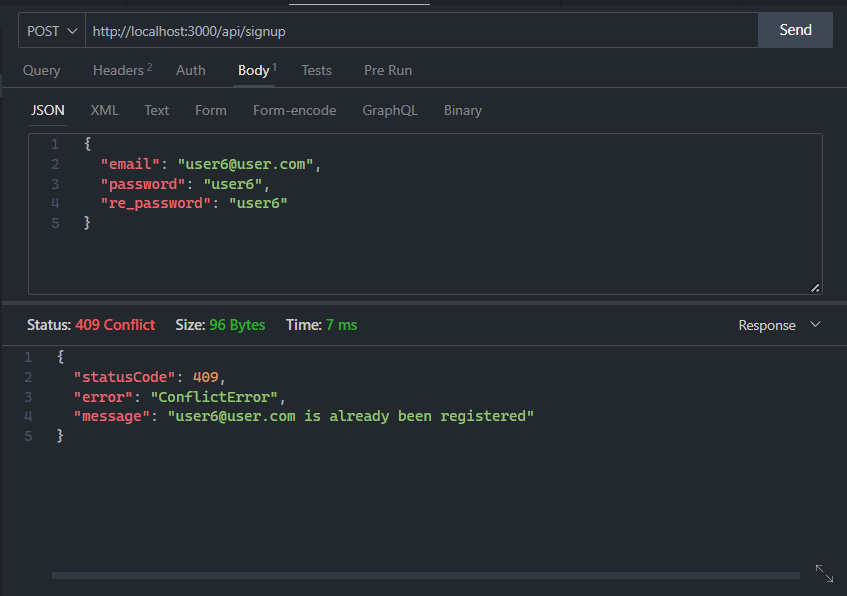 POST http://localhost:3000/api/signup Send
Query Headers 2 Auth Body 1 Tests Pre Run
JSON XML Text Form Form-encode GraphQL Binary
1 {
2 "email": "user6@user.com",
3 "password": "user6",
4 "re_password": "user6"
5 }
Status: 409 Conflict Size: 96 Bytes Time: 7 ms Response
1 {
2 "statusCode": 409,
3 "error": "ConflictError",
4 "message": "user6@user.com is already been registered"
5 }